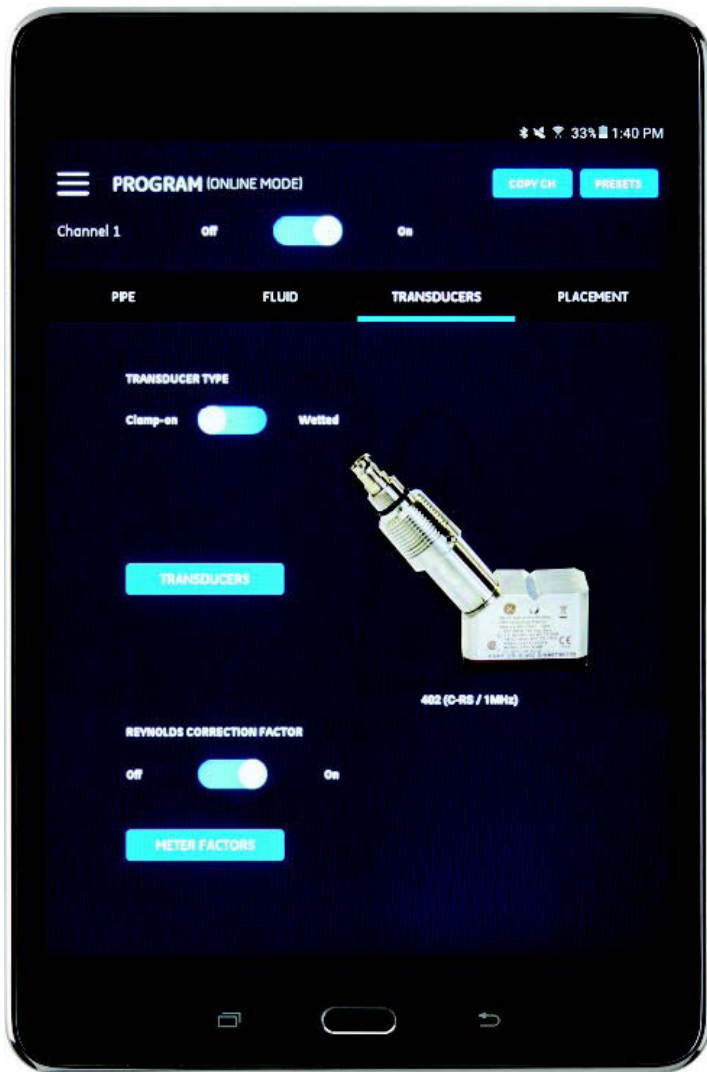 33% 1:40 PM
PROGRAM (ONLINE MODE)
COPY CH
PRESETS
Channel 1 Off On
PIPE FLUID TRANSDUCERS PLACEMENT
TRANSDUCER TYPE
Clamp-on Wetted
TRANSDUCERS
402 (C-RS / 1MHz)
REYNOLDS CORRECTION FACTOR
Off On
METER FACTORS